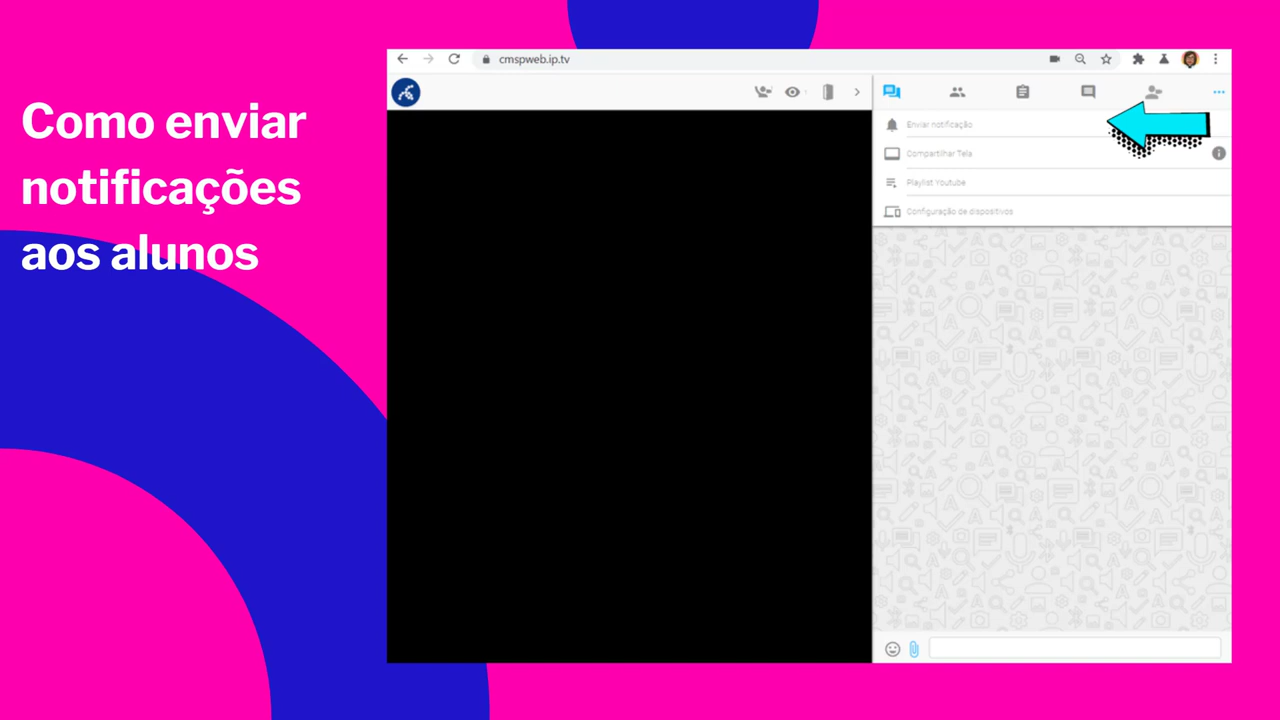 Como enviar
notificações
aos alunos
cmspweb.ip.tv
Enviar notificação
Compartilhar Tela
Playlist Youtube
Configuração de dispositivos